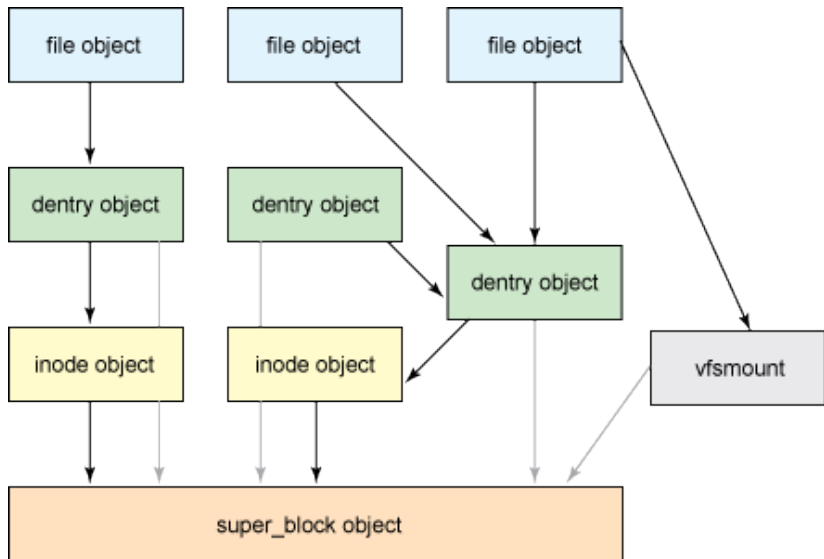 file object
file object
file object
dentry object
dentry object
dentry object
inode object
inode object
vfsmount
super_block object